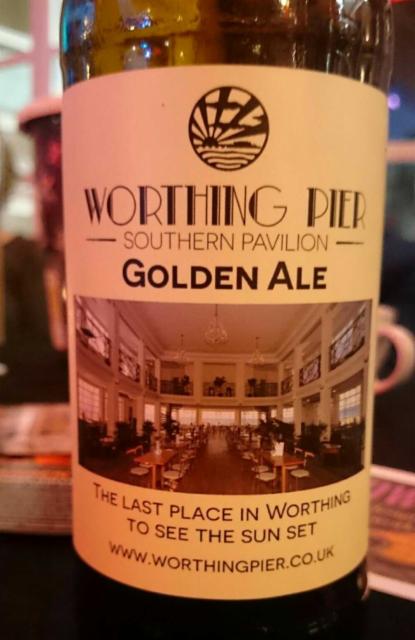 WORTHING PIER
SOUTHERN PAVILION
GOLDEN ALE
THE LAST PLACE IN WORTHING
TO SEE THE SUN SET
WWW.WORTHINGPIER.CO.UK